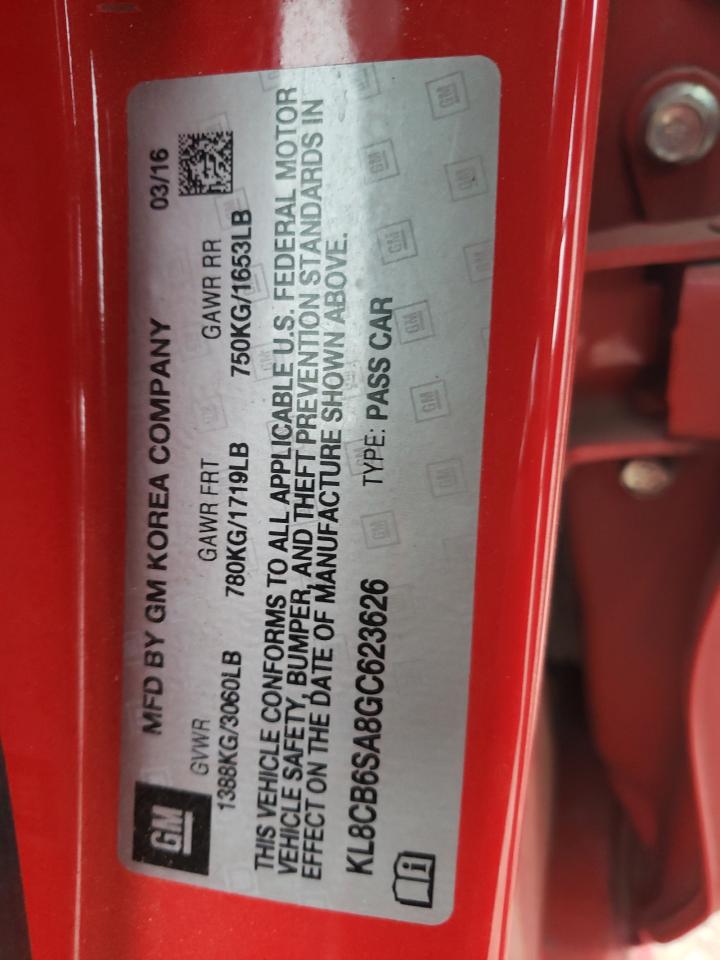 GM
MFD BY GM KOREA COMPANY 03/16
GVWR GAWR FRT GAWR RR
1388KG/3060LB 780KG/1719LB 750KG/1653LB
THIS VEHICLE CONFORMS TO ALL APPLICABLE U.S. FEDERAL MOTOR
VEHICLE SAFETY, BUMPER, AND THEFT PREVENTION STANDARDS IN
EFFECT ON THE DATE OF MANUFACTURE SHOWN ABOVE.
KL8CB6SA8GC623626 TYPE: PASS CAR